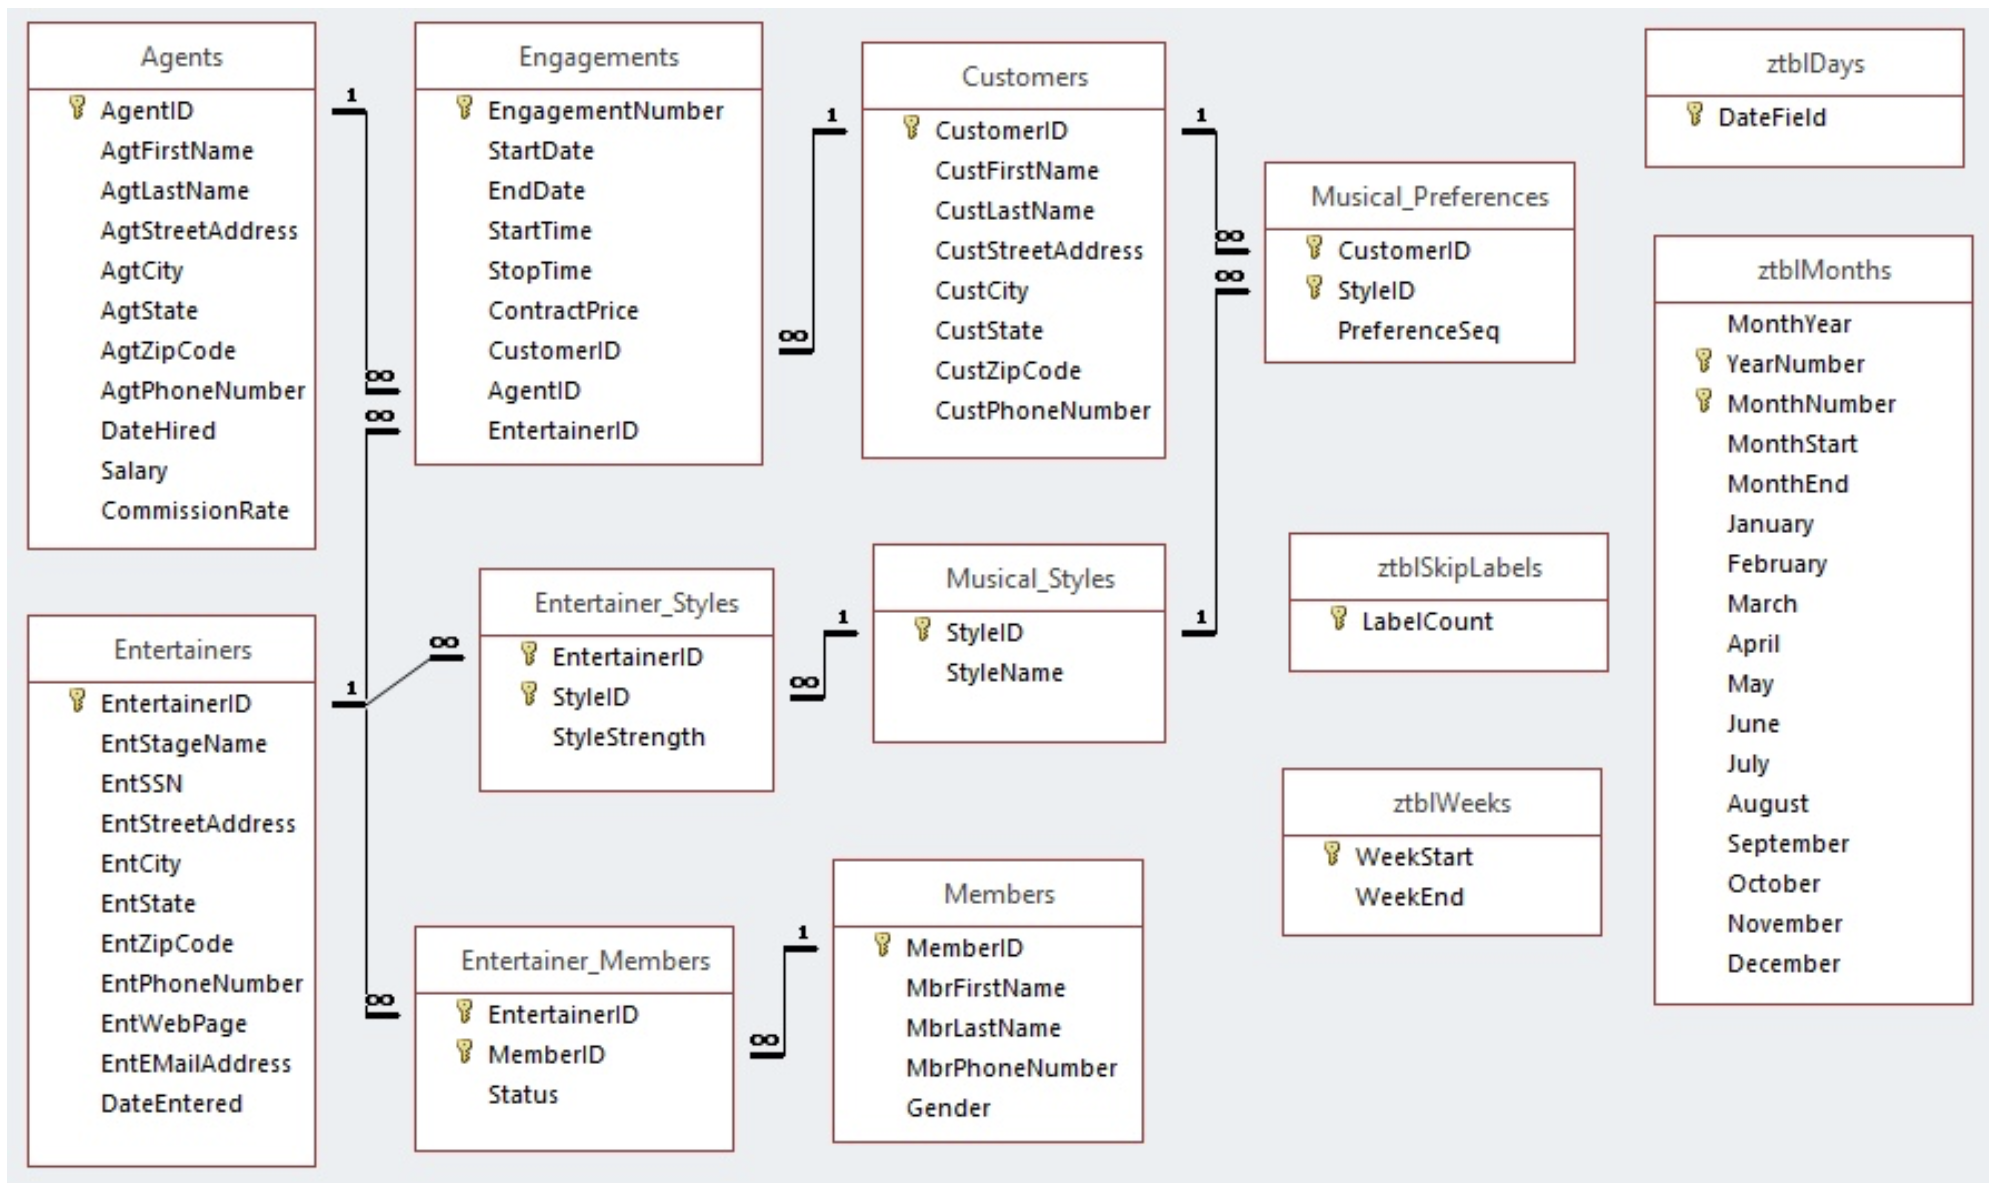 Agents
AgentID
AgtFirstName
AgtLastName
AgtStreetAddress
AgtCity
AgtState
AgtZipCode
AgtPhoneNumber
DateHired
Salary
CommissionRate
1
∞
Engagements
EngagementNumber
StartDate
EndDate
StartTime
StopTime
ContractPrice
CustomerID
AgentID
EntertainerID
∞
1
∞
Customers
CustomerID
CustFirstName
CustLastName
CustStreetAddress
CustCity
CustState
CustZipCode
CustPhoneNumber
1
∞
∞
Musical_Preferences
CustomerID
StyleID
PreferenceSeq
ztblDays
DateField
ztblMonths
MonthYear
YearNumber
MonthNumber
MonthStart
MonthEnd
January
February
March
April
May
June
July
August
September
October
November
December
Entertainers
EntertainerID
EntStageName
EntSSN
EntStreetAddress
EntCity
EntState
EntZipCode
EntPhoneNumber
EntWebPage
EntEMailAddress
DateEntered
1
∞
Entertainer_Styles
EntertainerID
StyleID
StyleStrength
1
∞
Musical_Styles
StyleID
StyleName
1
ztblSkipLabels
LabelCount
ztblWeeks
WeekStart
WeekEnd
∞
Entertainer_Members
EntertainerID
MemberID
Status
1
∞
Members
MemberID
MbrFirstName
MbrLastName
MbrPhoneNumber
Gender